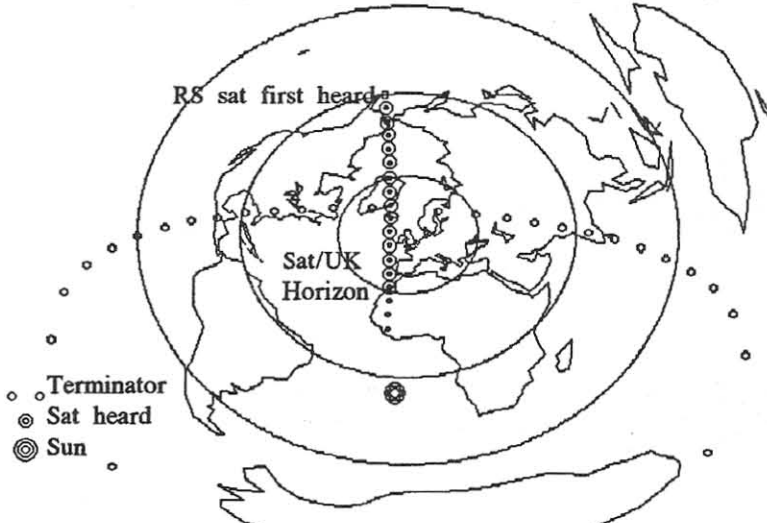 RS sat first heard
Sat/UK
Horizon
Terminator
Sat heard
Sun